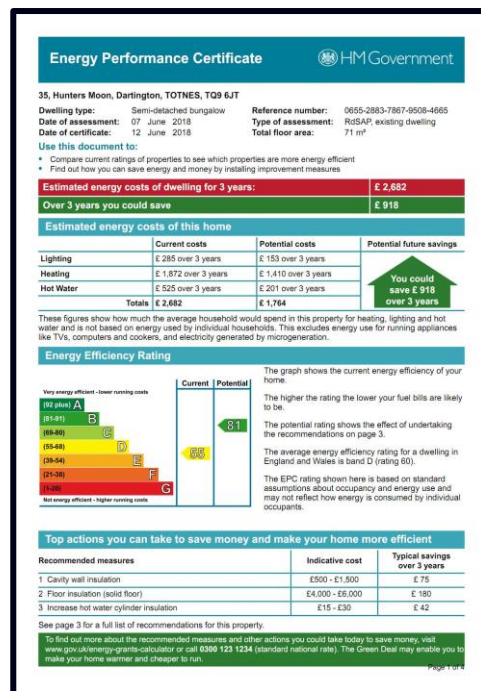 Energy Performance Certificate
HM Government
35, Hunters Moon, Dartington, TOTNES, TQ9 6JT
Dwelling type: Semi-detached bungalow Reference number: 0655-2883-7867-9508-4665
Date of assessment: 07 June 2018 Type of assessment: RdSAP, existing dwelling
Date of certificate: 12 June 2018 Total floor area: 71 m²
Use this document to:
• Compare current ratings of properties to see which properties are more energy efficient
• Find out how you can save energy and money by installing improvement measures
Estimated energy costs of dwelling for 3 years: £ 2,682
Over 3 years you could save £ 918
Estimated energy costs of this home
Current costs Potential costs Potential future savings
Lighting £ 285 over 3 years £ 153 over 3 years
Heating £ 1,872 over 3 years £ 1,410 over 3 years
Hot Water £ 525 over 3 years £ 201 over 3 years
Totals £ 2,682 £ 1,764
You could
save £ 918
over 3 years
These figures show how much the average household would spend in this property for heating, lighting and hot
water and is not based on energy used by individual households. This excludes energy use for running appliances
like TVs, computers and cookers, and electricity generated by microgeneration.
Energy Efficiency Rating
Current Potential
Very energy efficient - lower running costs
(92 plus) A
(81-91) B
(69-80) C
(55-68) D
(39-54) E
(21-38) F
(1-20) G
Not energy efficient - higher running costs
55
81
The graph shows the current energy efficiency of your
home.
The higher the rating the lower your fuel bills are likely
to be.
The potential rating shows the effect of undertaking
the recommendations on page 3.
The average energy efficiency rating for a dwelling in
England and Wales is band D (rating 60).
The EPC rating shown here is based on standard
assumptions about occupancy and energy use and
may not reflect how energy is consumed by individual
occupants.
Top actions you can take to save money and make your home more efficient
Recommended measures Indicative cost Typical savings
over 3 years
1 Cavity wall insulation £500 - £1,500 £ 75
2 Floor insulation (solid floor) £4,000 - £6,000 £ 180
3 Increase hot water cylinder insulation £15 - £30 £ 42
See page 3 for a full list of recommendations for this property.
To find out more about the recommended measures and other actions you could take today to save money, visit
www.gov.uk/energy-grants-calculator or call 0300 123 1234 (standard national rate). The Green Deal may enable you to
make your home warmer and cheaper to run.
Page 1 of 4